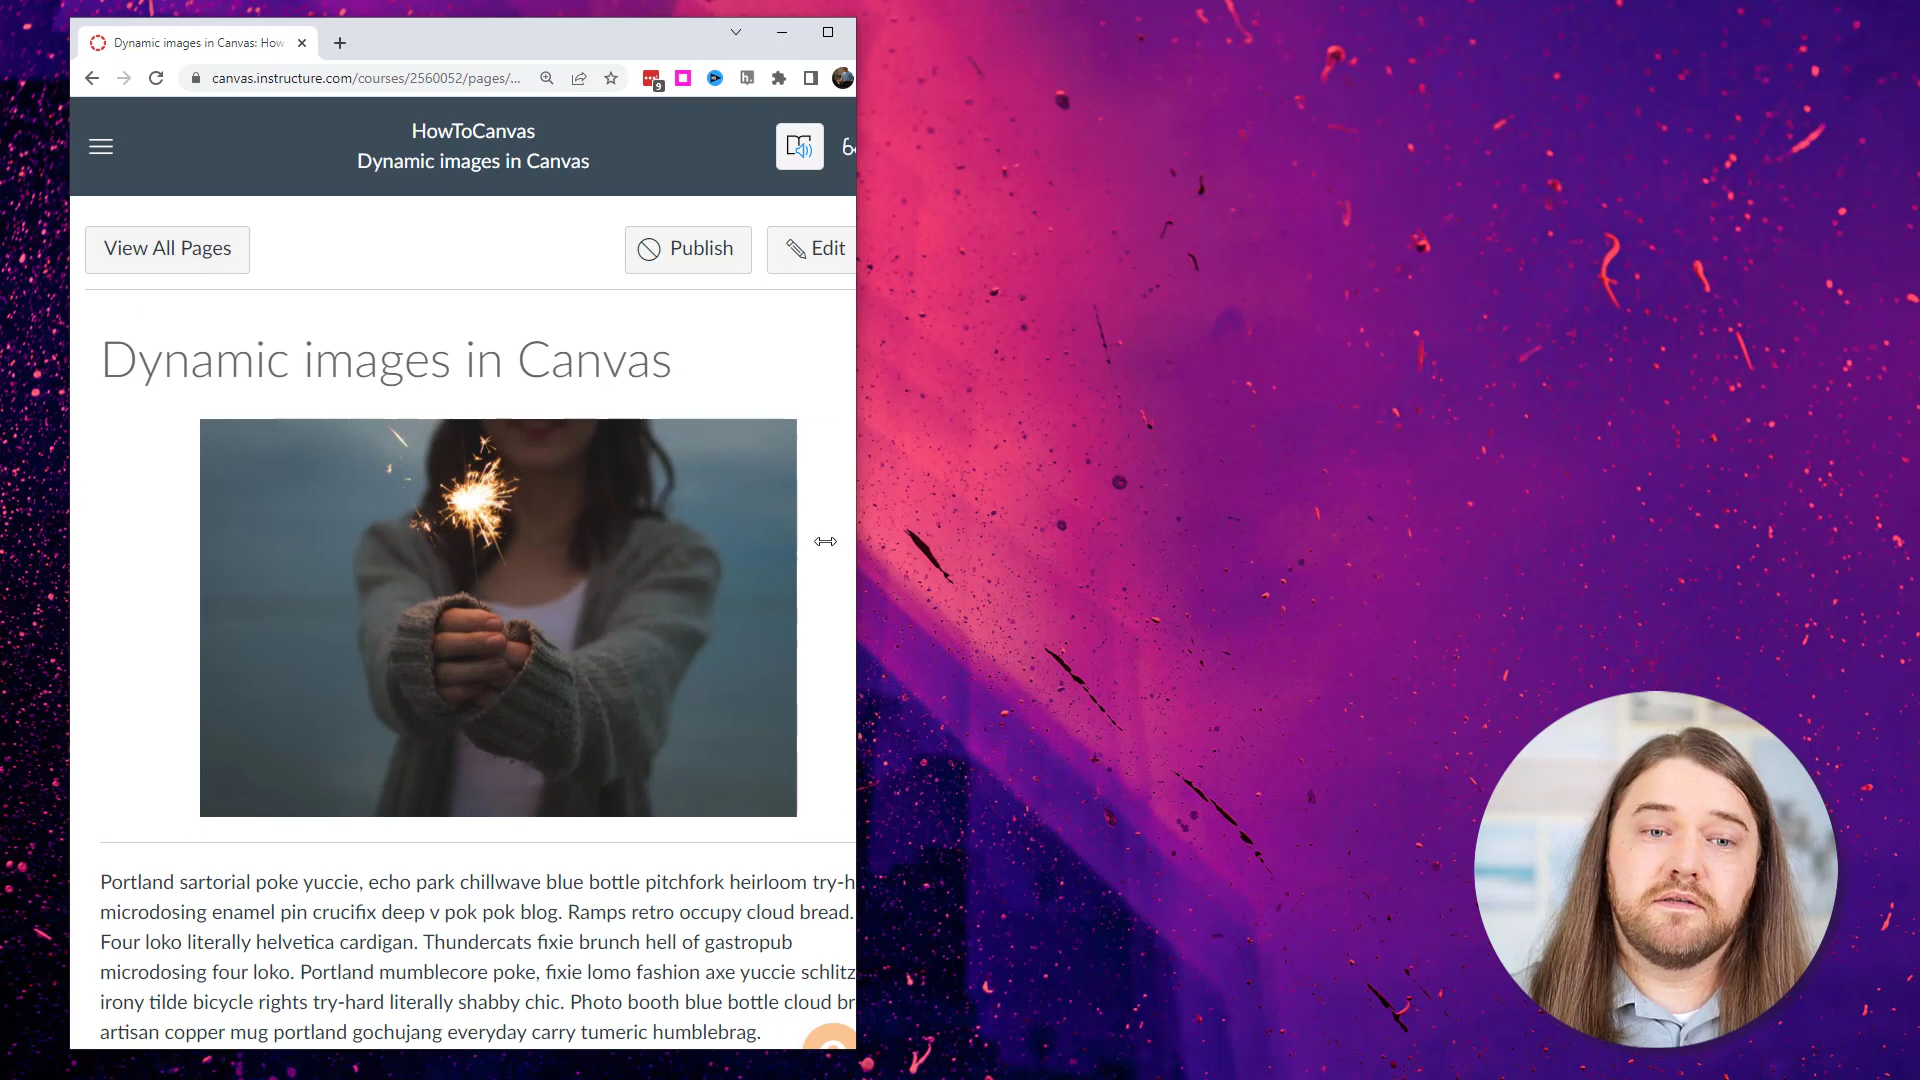 Dynamic images in Canvas: How
canvas.instructure.com/courses/2560052/pages/...
9
h.
HowToCanvas
Dynamic images in Canvas
View All Pages
Publish
Edit
Dynamic images in Canvas
Portland sartorial poke yuccie, echo park chillwave blue bottle pitchfork heirloom try-h
microdosing enamel pin crucifix deep v pok pok blog. Ramps retro occupy cloud bread.
Four loko literally helvetica cardigan. Thundercats fixie brunch hell of gastropub
microdosing four loko. Portland mumblecore poke, fixie lomo fashion axe yuccie schlitz
irony tilde bicycle rights try-hard literally shabby chic. Photo booth blue bottle cloud br
artisan copper mug portland gochujang everyday carry tumeric humblebrag.